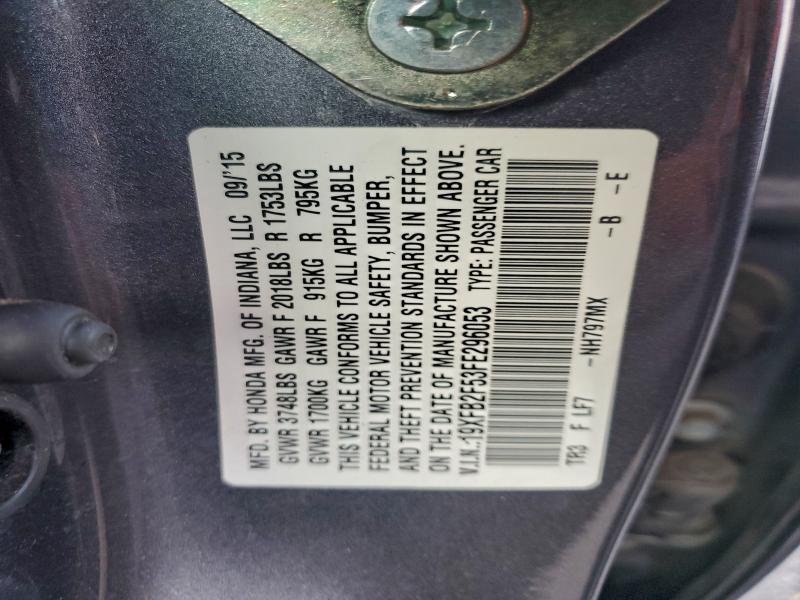 MFD. BY HONDA MFG. OF INDIANA, LLC 09/'15
GVWR 3748LBS GAWR F 2018LBS R 1753LBS
GVWR 1700KG GAWR F 915KG R 795KG
THIS VEHICLE CONFORMS TO ALL APPLICABLE
FEDERAL MOTOR VEHICLE SAFETY, BUMPER,
AND THEFT PREVENTION STANDARDS IN EFFECT
ON THE DATE OF MANUFACTURE SHOWN ABOVE.
V.I.N.:19XFB2F53FE296053 TYPE: PASSENGER CAR
TR3 F LF7 -NH797MX -B -E